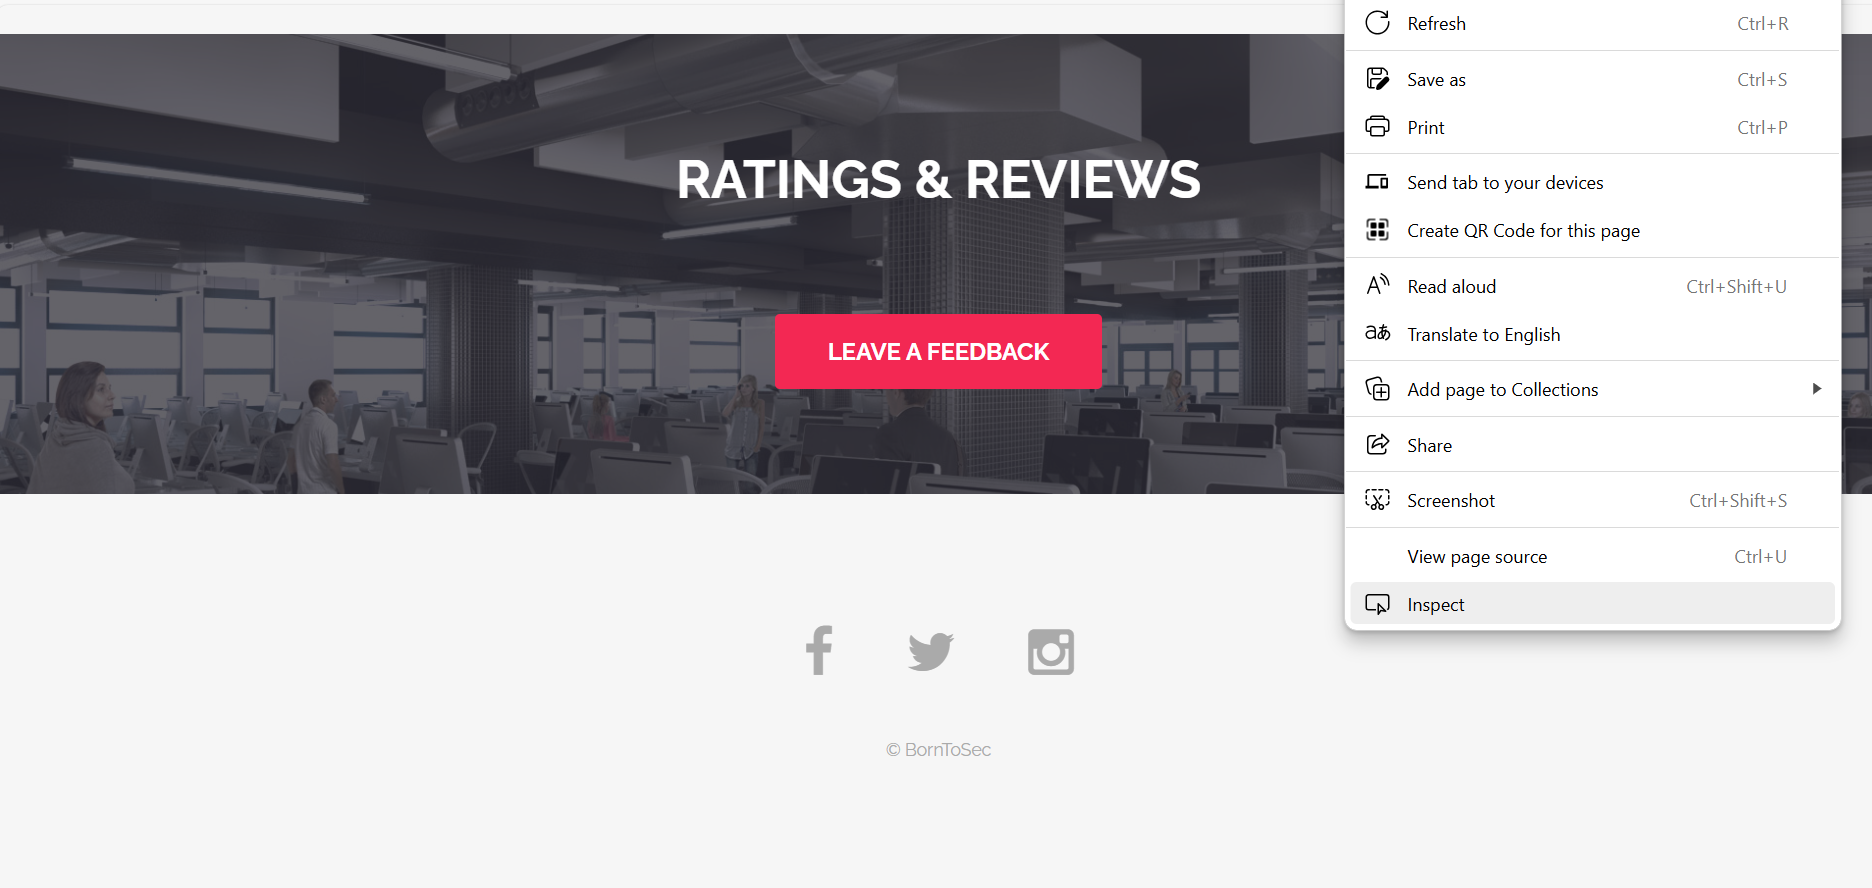 RATINGS & REVIEWS
LEAVE A FEEDBACK
© BornToSec
Refresh Ctrl+R
Save as Ctrl+S
Print Ctrl+P
Send tab to your devices
Create QR Code for this page
Read aloud Ctrl+Shift+U
Translate to English
Add page to Collections
Share
Screenshot Ctrl+Shift+S
View page source Ctrl+U
Inspect